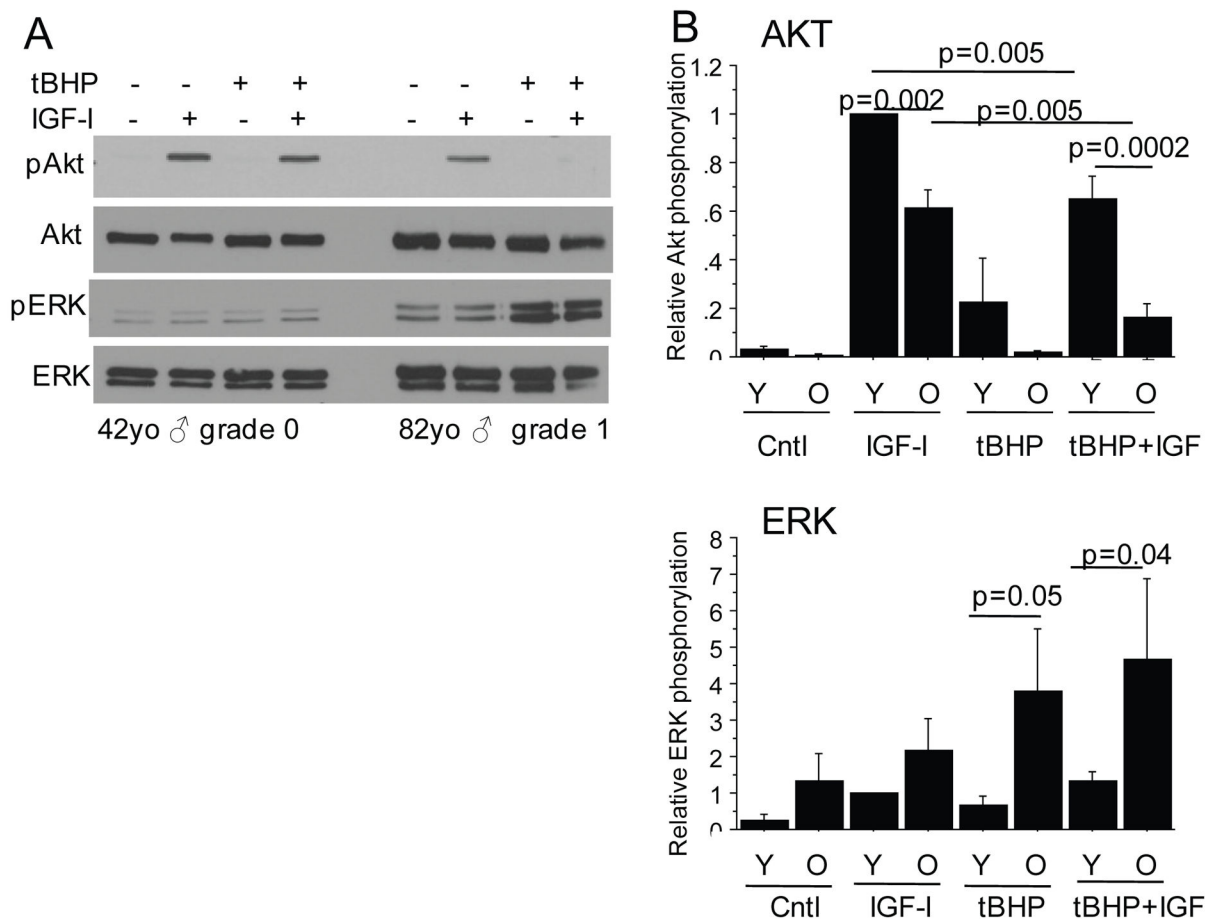 A
tBHP - - + + - - + +
IGF-I - + - + - + - +
pAkt
Akt
pERK
ERK
42yo ♂ grade 0
82yo ♂ grade 1
B
AKT
p=0.005
p=0.002
p=0.005
p=0.0002
Relative Akt phosphorylation
1.2
1
.8
.6
.4
.2
.0
Y O Y O Y O Y O
Cntl IGF-I tBHP tBHP+IGF
ERK
p=0.05
p=0.04
Relative ERK phosphorylation
8
7
6
5
4
3
2
1
0
Y O Y O Y O Y O
Cntl IGF-I tBHP tBHP+IGF